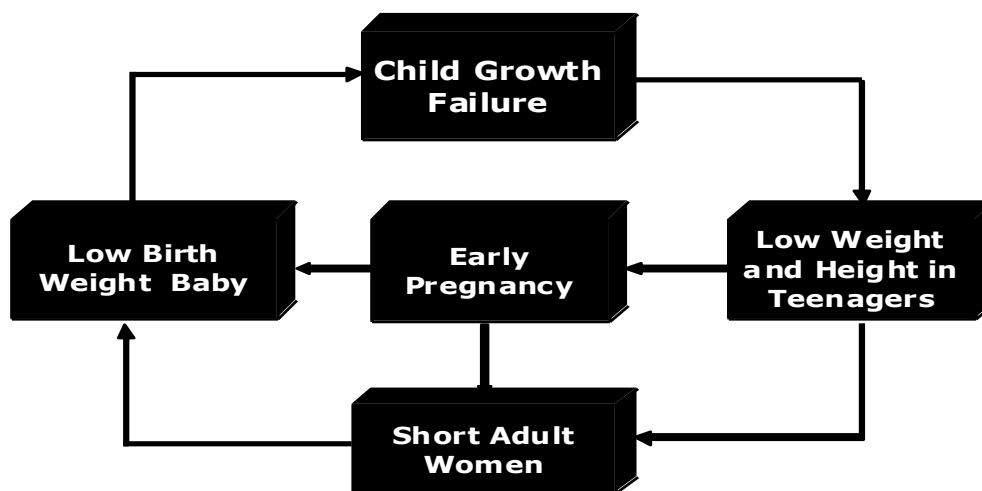 Child Growth
Failure
Low Birth
Weight Baby
Early
Pregnancy
Low Weight
and Height in
Teenagers
Short Adult
Women